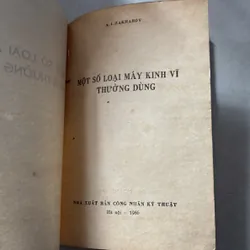 MỘT SỐ LOẠI MÁY KINH VĨ
THƯỜNG DÙNG
NHÀ XUẤT BẢN CÔNG NHÂN KỸ THUẬT
Hà nội -